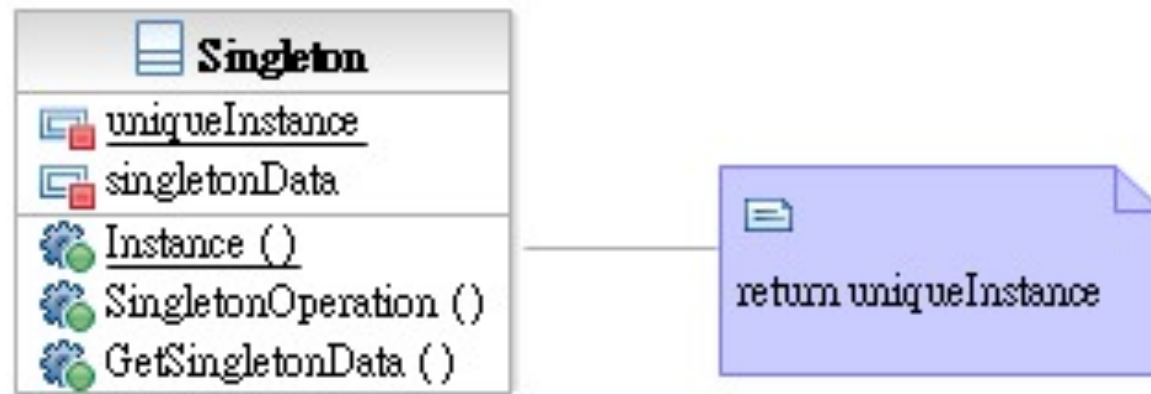 Singleton
uniqueInstance
singletonData
Instance ()
SingletonOperation ()
GetSingletonData ()
return uniqueInstance